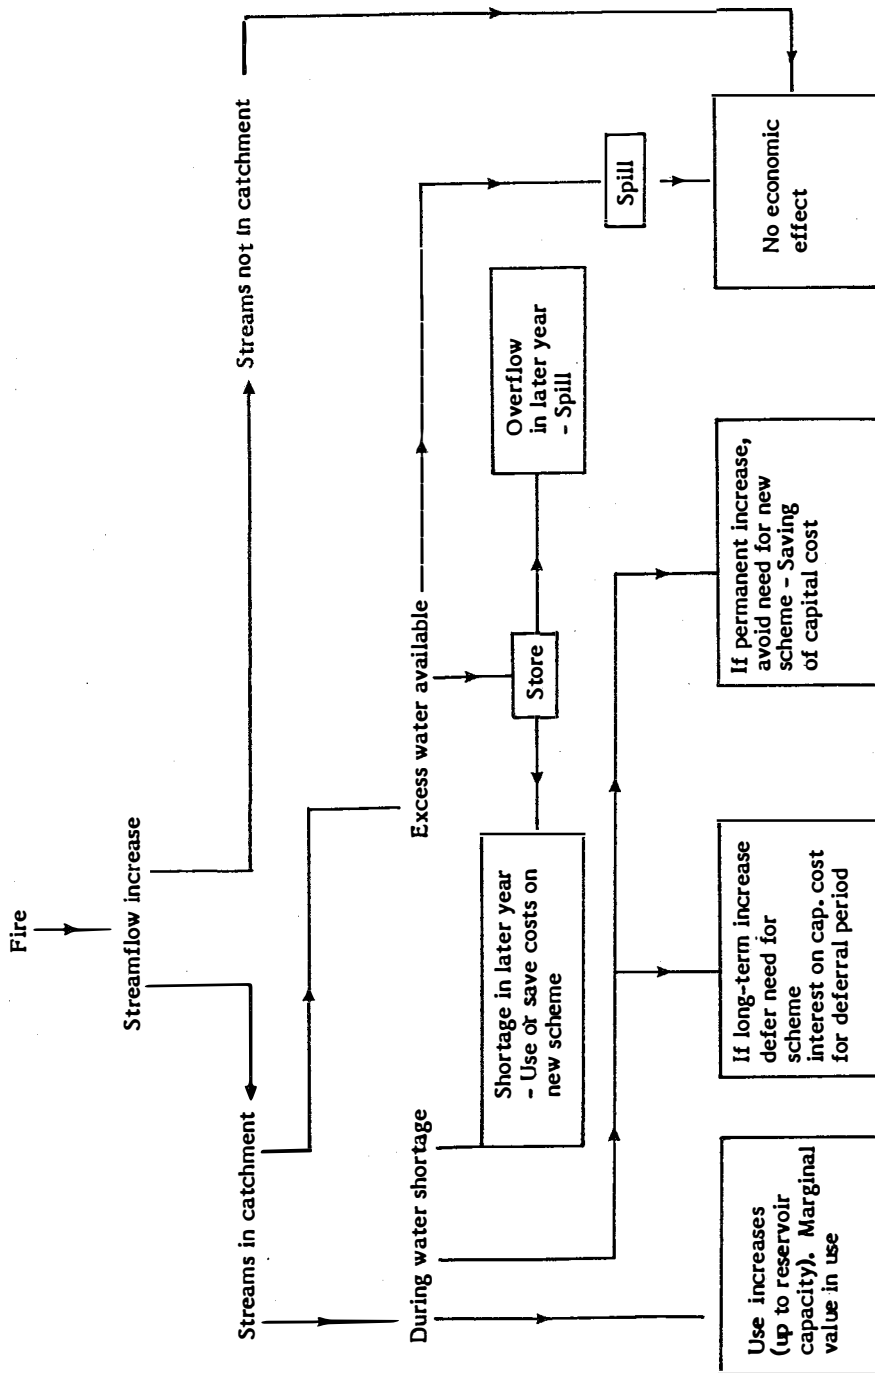 Fire
Streamflow increase
Streams in catchment
Streams not in catchment
During water shortage
Excess water available
Shortage in later year
- Use or save costs on
new scheme
Store
Overflow
in later year
- Spill
Spill
Use increases
(up to reservoir
capacity). Marginal
value in use
If long-term increase
defer need for
scheme
interest on cap. cost
for deferral period
If permanent increase,
avoid need for new
scheme - Saving
of capital cost
No economic
effect